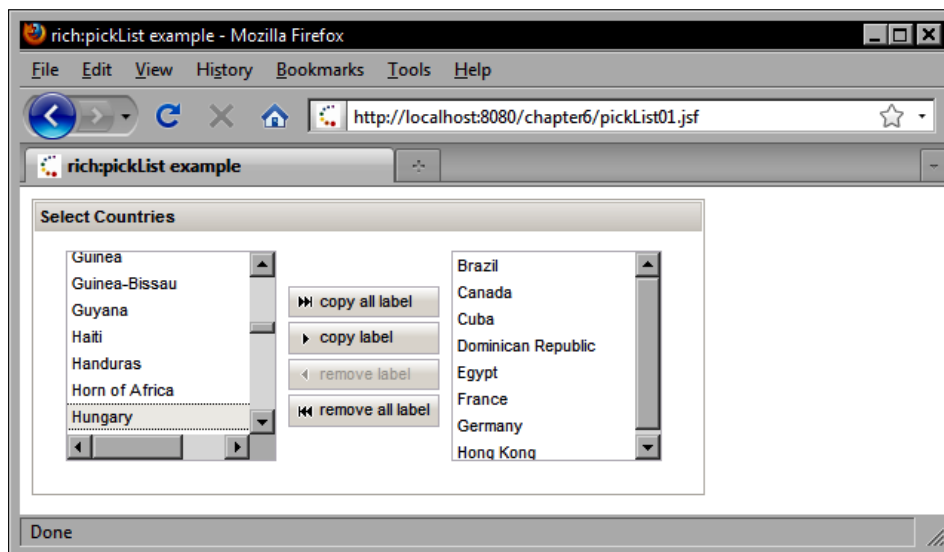 rich:pickList example - Mozilla Firefox
File Edit View History Bookmarks Tools Help
http://localhost:8080/chapter6/pickList01.jsf
rich:pickList example
Select Countries
Guinea
Guinea-Bissau
Guyana
Haiti
Handuras
Horn of Africa
Hungary
copy all label
copy label
remove label
remove all label
Brazil
Canada
Cuba
Dominican Republic
Egypt
France
Germany
Hong Kong
Done